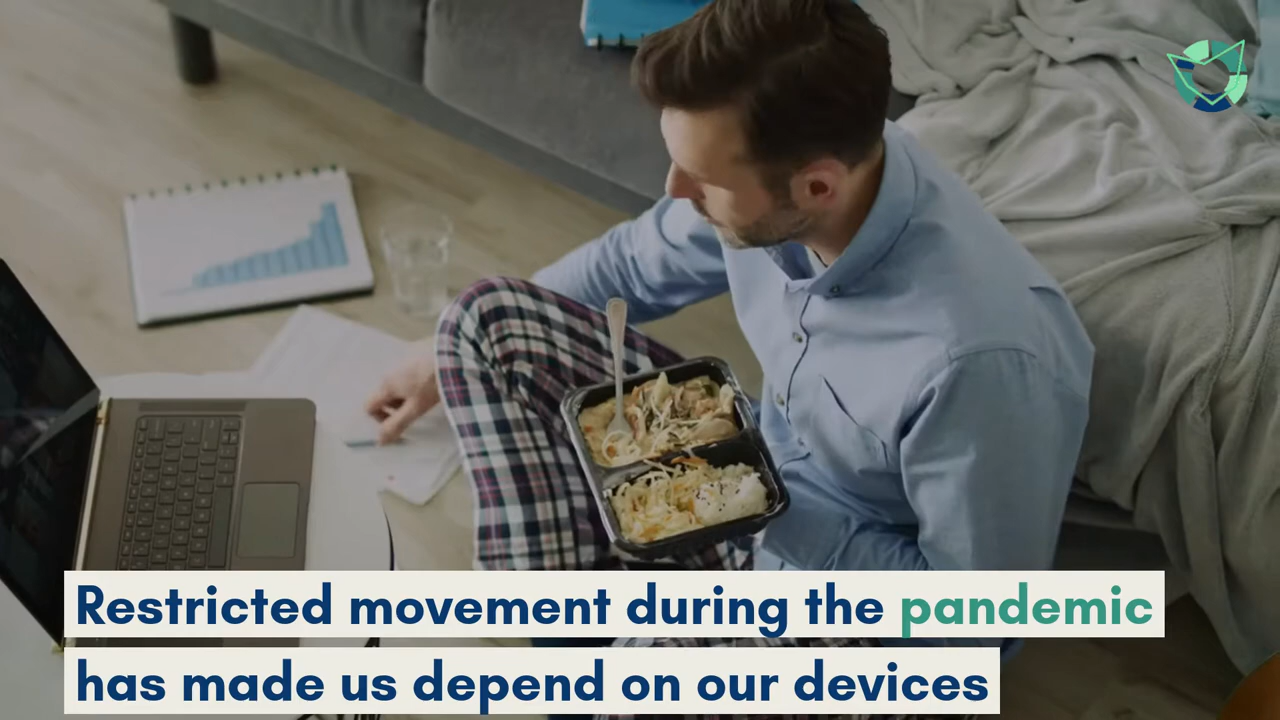 Restricted movement during the pandemic
has made us depend on our devices